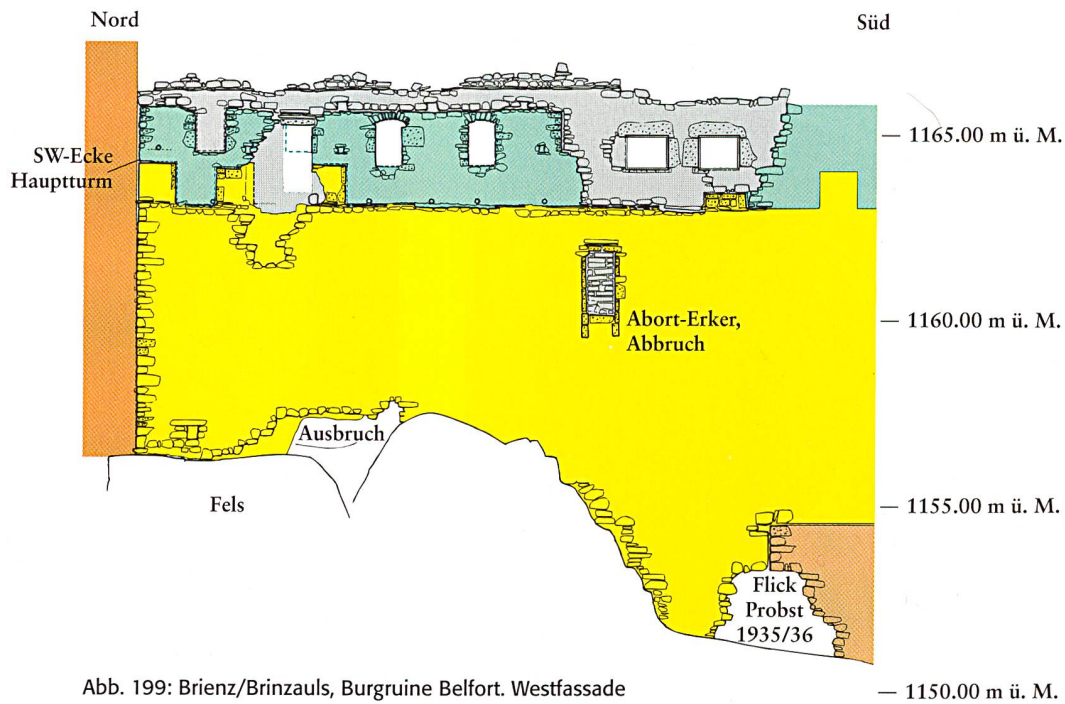 Nord
Süd
1165.00 m ü. M.
SW-Ecke
Hauptturm
1160.00 m ü. M.
Abort-Erker,
Abbruch
Ausbruch
Fels
1155.00 m ü. M.
Flick
Probst
1935/36
Abb. 199: Brienz/Brinzauls, Burgruine Belfort. Westfassade
1150.00 m ü. M.